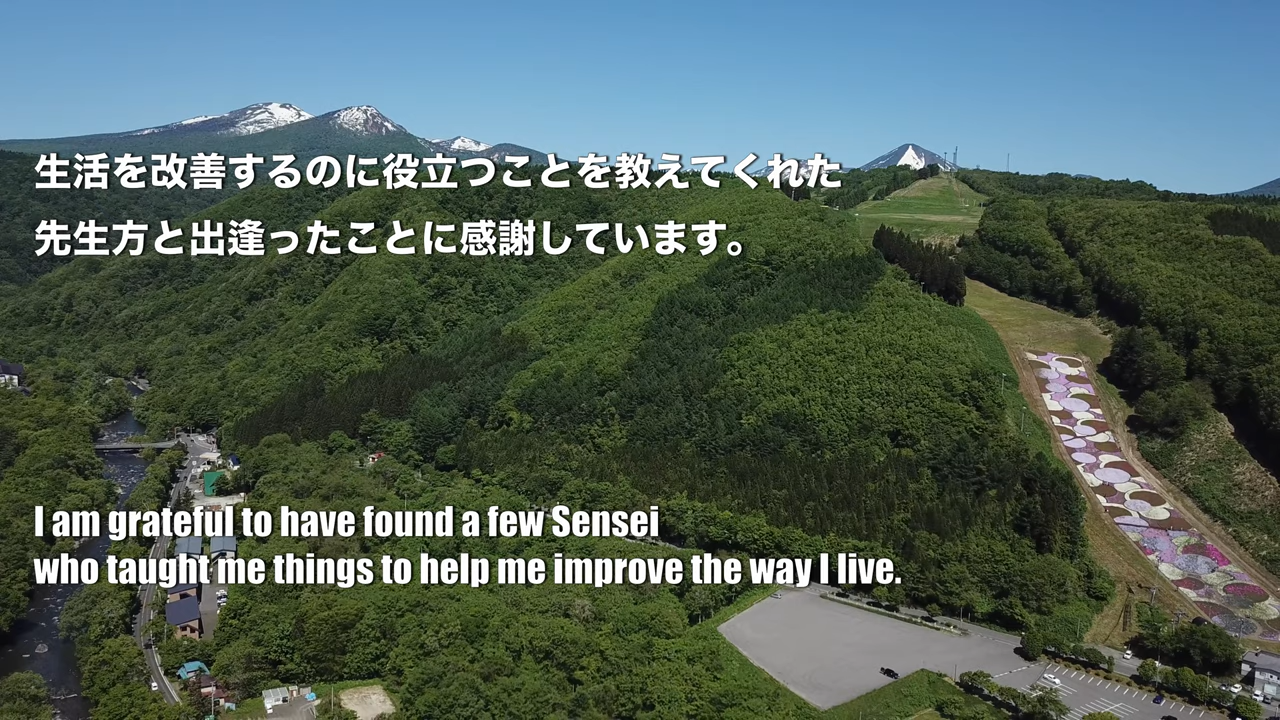 生活を改善するのに役立つことを教えてくれた
先生方と出逢ったことに感謝しています。
I am grateful to have found a few Sensei
who taught me things to help me improve the way I live.